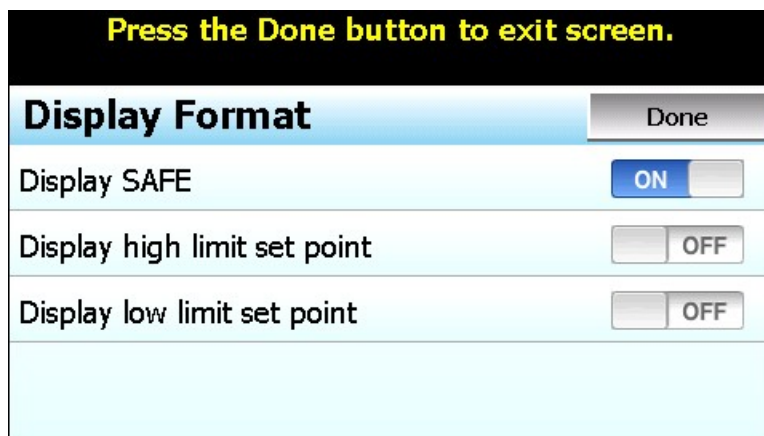 Press the Done button to exit screen.
Display Format
Done
Display SAFE
ON
Display high limit set point
OFF
Display low limit set point
OFF